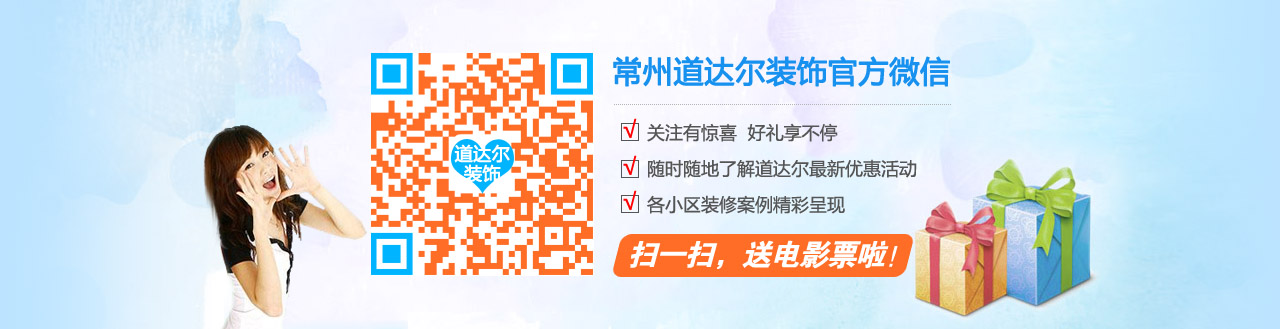 常州道达尔装饰官方微信
道达尔
装饰
关注有惊喜 好礼享不停
随时随地了解道达尔最新优惠活动
各小区装修案例精彩呈现
扫一扫，送电影票啦！